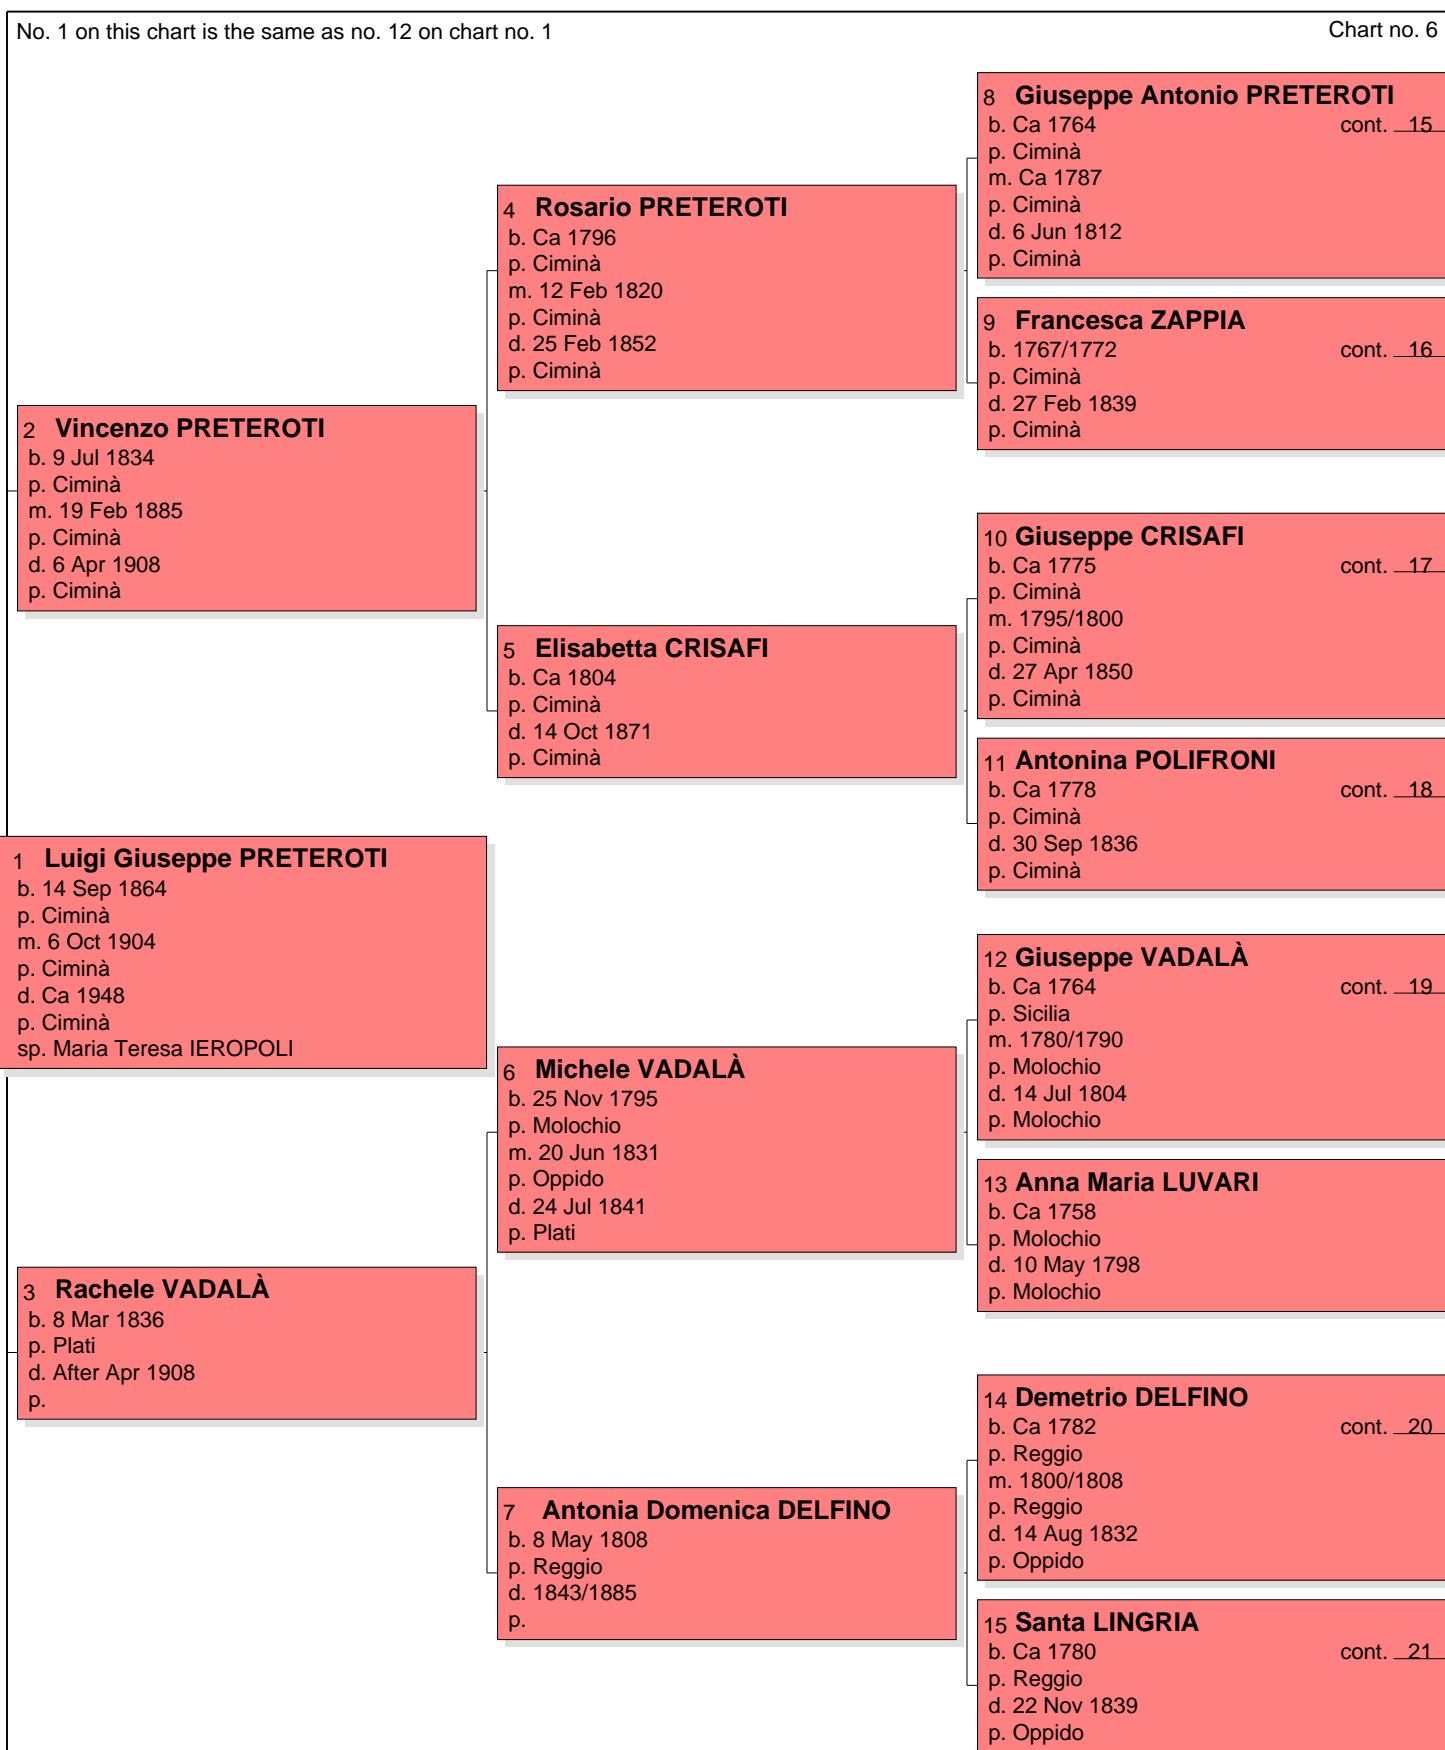 No. 1 on this chart is the same as no. 12 on chart no. 1
Chart no. 6
8 Giuseppe Antonio PRETEROTI
b. Ca 1764 cont. 15
p. Ciminà
m. Ca 1787
p. Ciminà
d. 6 Jun 1812
p. Ciminà
4 Rosario PRETEROTI
b. Ca 1796
p. Ciminà
m. 12 Feb 1820
p. Ciminà
d. 25 Feb 1852
p. Ciminà
9 Francesca ZAPPIA
b. 1767/1772 cont. 16
p. Ciminà
d. 27 Feb 1839
p. Ciminà
2 Vincenzo PRETEROTI
b. 9 Jul 1834
p. Ciminà
m. 19 Feb 1885
p. Ciminà
d. 6 Apr 1908
p. Ciminà
10 Giuseppe CRISAFI
b. Ca 1775 cont. 17
p. Ciminà
m. 1795/1800
p. Ciminà
d. 27 Apr 1850
p. Ciminà
5 Elisabetta CRISAFI
b. Ca 1804
p. Ciminà
d. 14 Oct 1871
p. Ciminà
11 Antonina POLIFRONI
b. Ca 1778 cont. 18
p. Ciminà
d. 30 Sep 1836
p. Ciminà
1 Luigi Giuseppe PRETEROTI
b. 14 Sep 1864
p. Ciminà
m. 6 Oct 1904
p. Ciminà
d. Ca 1948
p. Ciminà
sp. Maria Teresa IEROPOLI
12 Giuseppe VADALÀ
b. Ca 1764 cont. 19
p. Sicilia
m. 1780/1790
p. Molochio
d. 14 Jul 1804
p. Molochio
6 Michele VADALÀ
b. 25 Nov 1795
p. Molochio
m. 20 Jun 1831
p. Oppido
d. 24 Jul 1841
p. Plati
13 Anna Maria LUVARI
b. Ca 1758
p. Molochio
d. 10 May 1798
p. Molochio
3 Rachele VADALÀ
b. 8 Mar 1836
p. Plati
d. After Apr 1908
p.
14 Demetrio DELFINO
b. Ca 1782 cont. 20
p. Reggio
m. 1800/1808
p. Reggio
d. 14 Aug 1832
p. Oppido
7 Antonia Domenica DELFINO
b. 8 May 1808
p. Reggio
d. 1843/1885
p.
15 Santa LINGRIA
b. Ca 1780 cont. 21
p. Reggio
d. 22 Nov 1839
p. Oppido